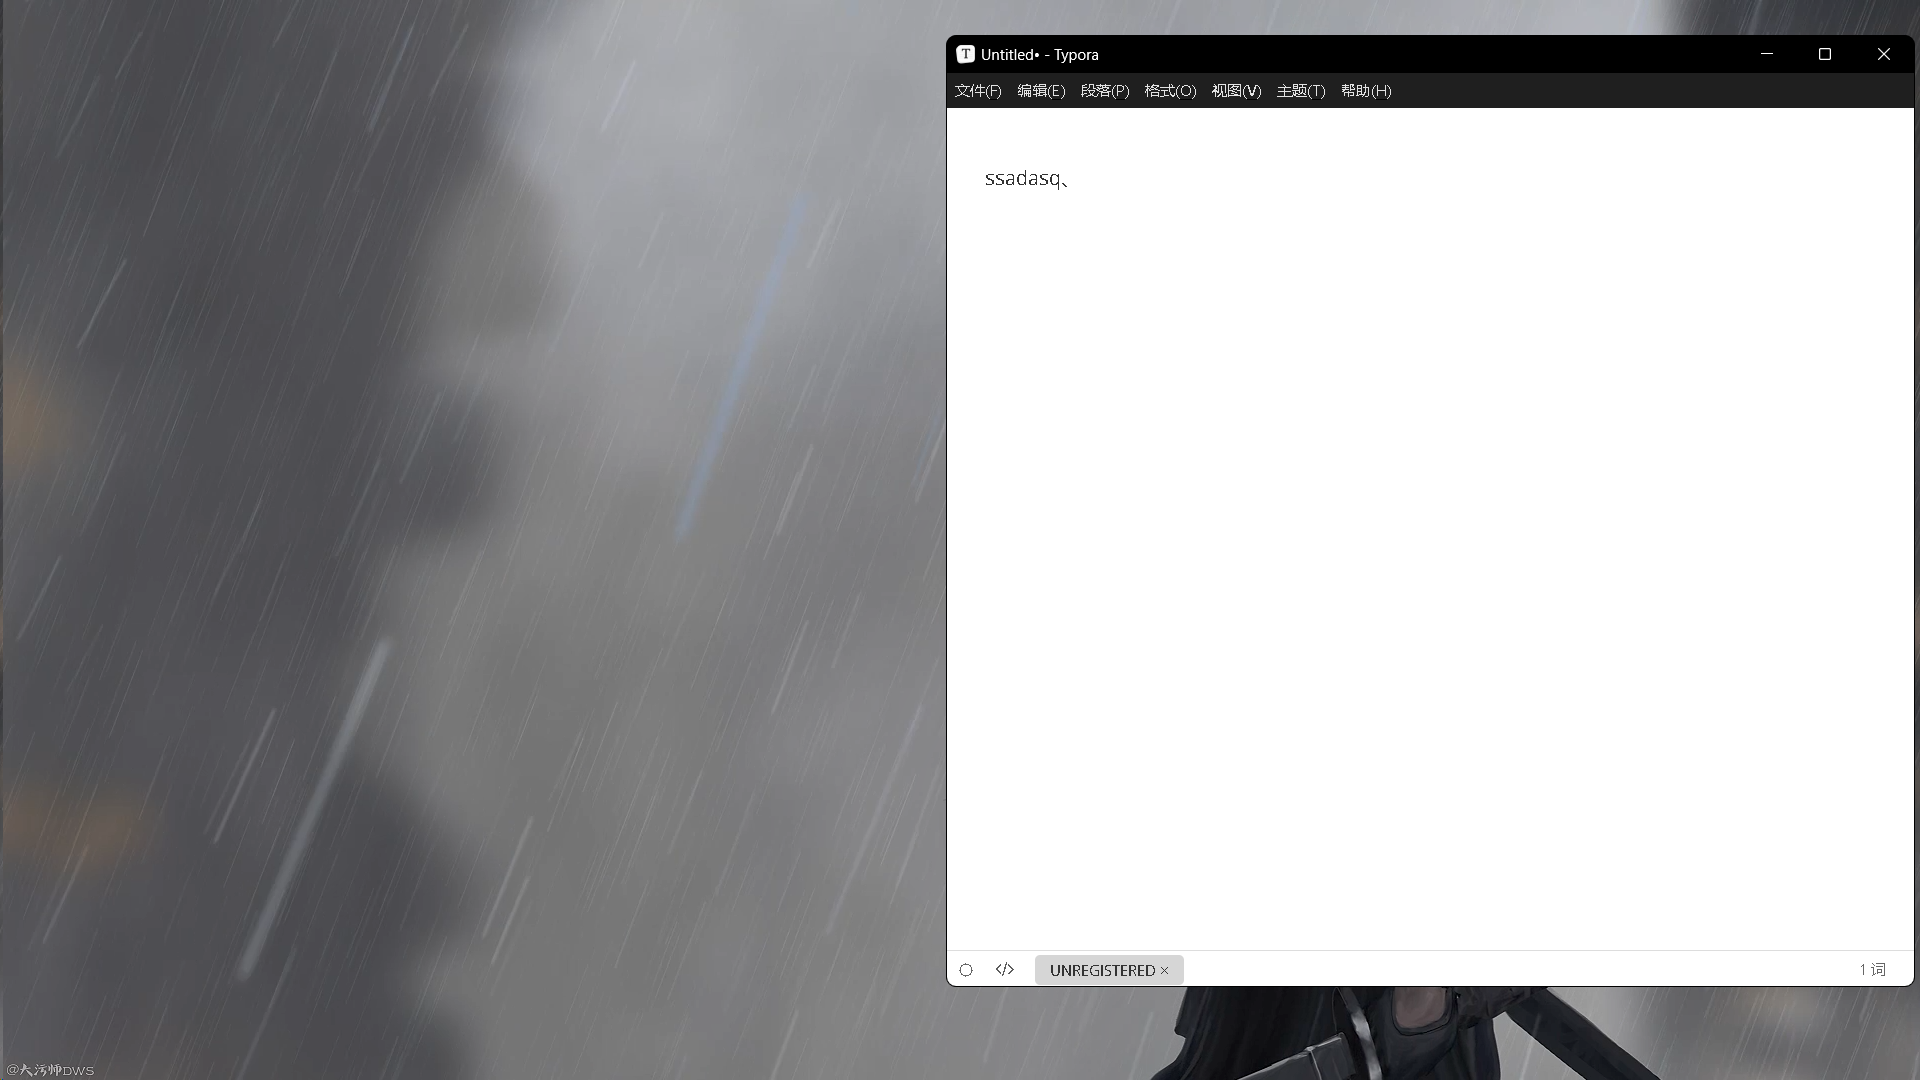 Untitled• - Typora
文件(F) 编辑(E) 段落(P) 格式(O) 视图(V) 主题(T) 帮助(H)
ssadasq、
</> UNREGISTERED × 1 词
@大污师DWS